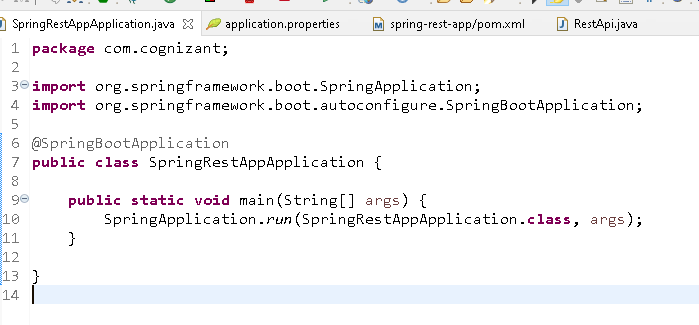 SpringRestAppApplication.java application.properties spring-rest-app/pom.xml RestApi.java
1 package com.cognizant;
2
3 import org.springframework.boot.SpringApplication;
4 import org.springframework.boot.autoconfigure.SpringBootApplication;
5
6 @SpringBootApplication
7 public class SpringRestAppApplication {
8
9 public static void main(String[] args) {
10 SpringApplication.run(SpringRestAppApplication.class, args);
11 }
12
13 }
14